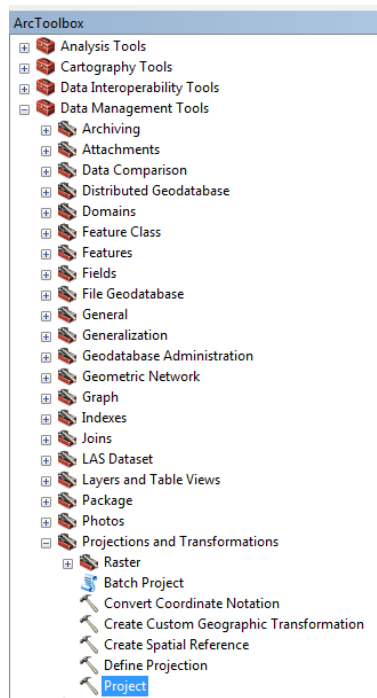 ArcToolbox
Analysis Tools
Cartography Tools
Data Interoperability Tools
Data Management Tools
Archiving
Attachments
Data Comparison
Distributed Geodatabase
Domains
Feature Class
Features
Fields
File Geodatabase
General
Generalization
Geodatabase Administration
Geometric Network
Graph
Indexes
Joins
LAS Dataset
Layers and Table Views
Package
Photos
Projections and Transformations
Raster
Batch Project
Convert Coordinate Notation
Create Custom Geographic Transformation
Create Spatial Reference
Define Projection
Project